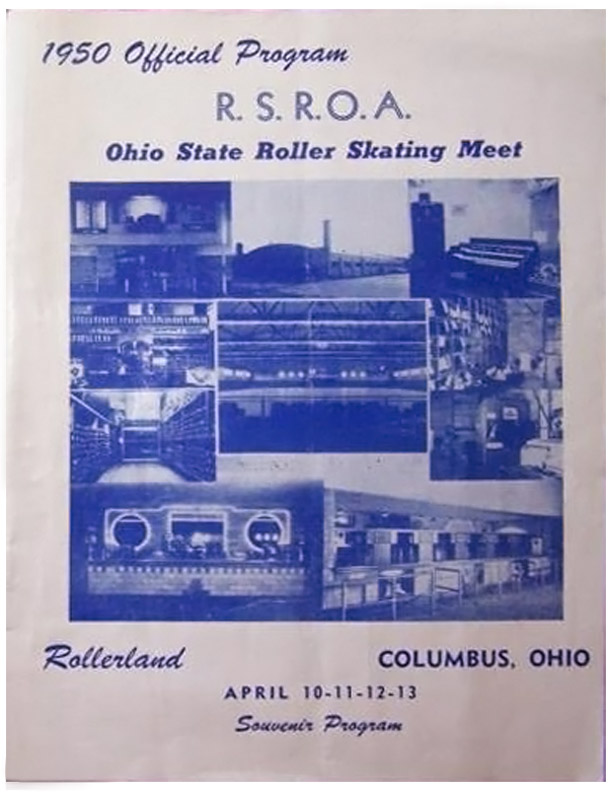 1950 Official Program
R. S. R. O. A.
Ohio State Roller Skating Meet
Rollerland
COLUMBUS, OHIO
APRIL 10-11-12-13
Souvenir Program